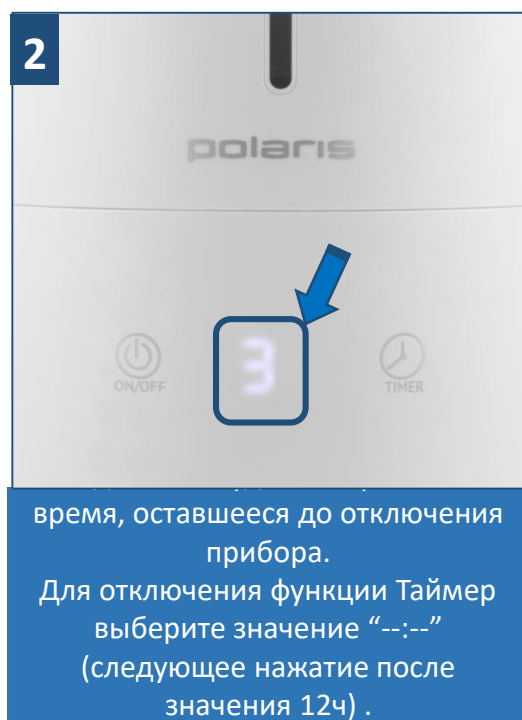 2
polaris
3
ON/OFF
TIMER
время, оставшееся до отключения
прибора.
Для отключения функции Таймер
выберите значение “--:--”
(следующее нажатие после
значения 12ч) .